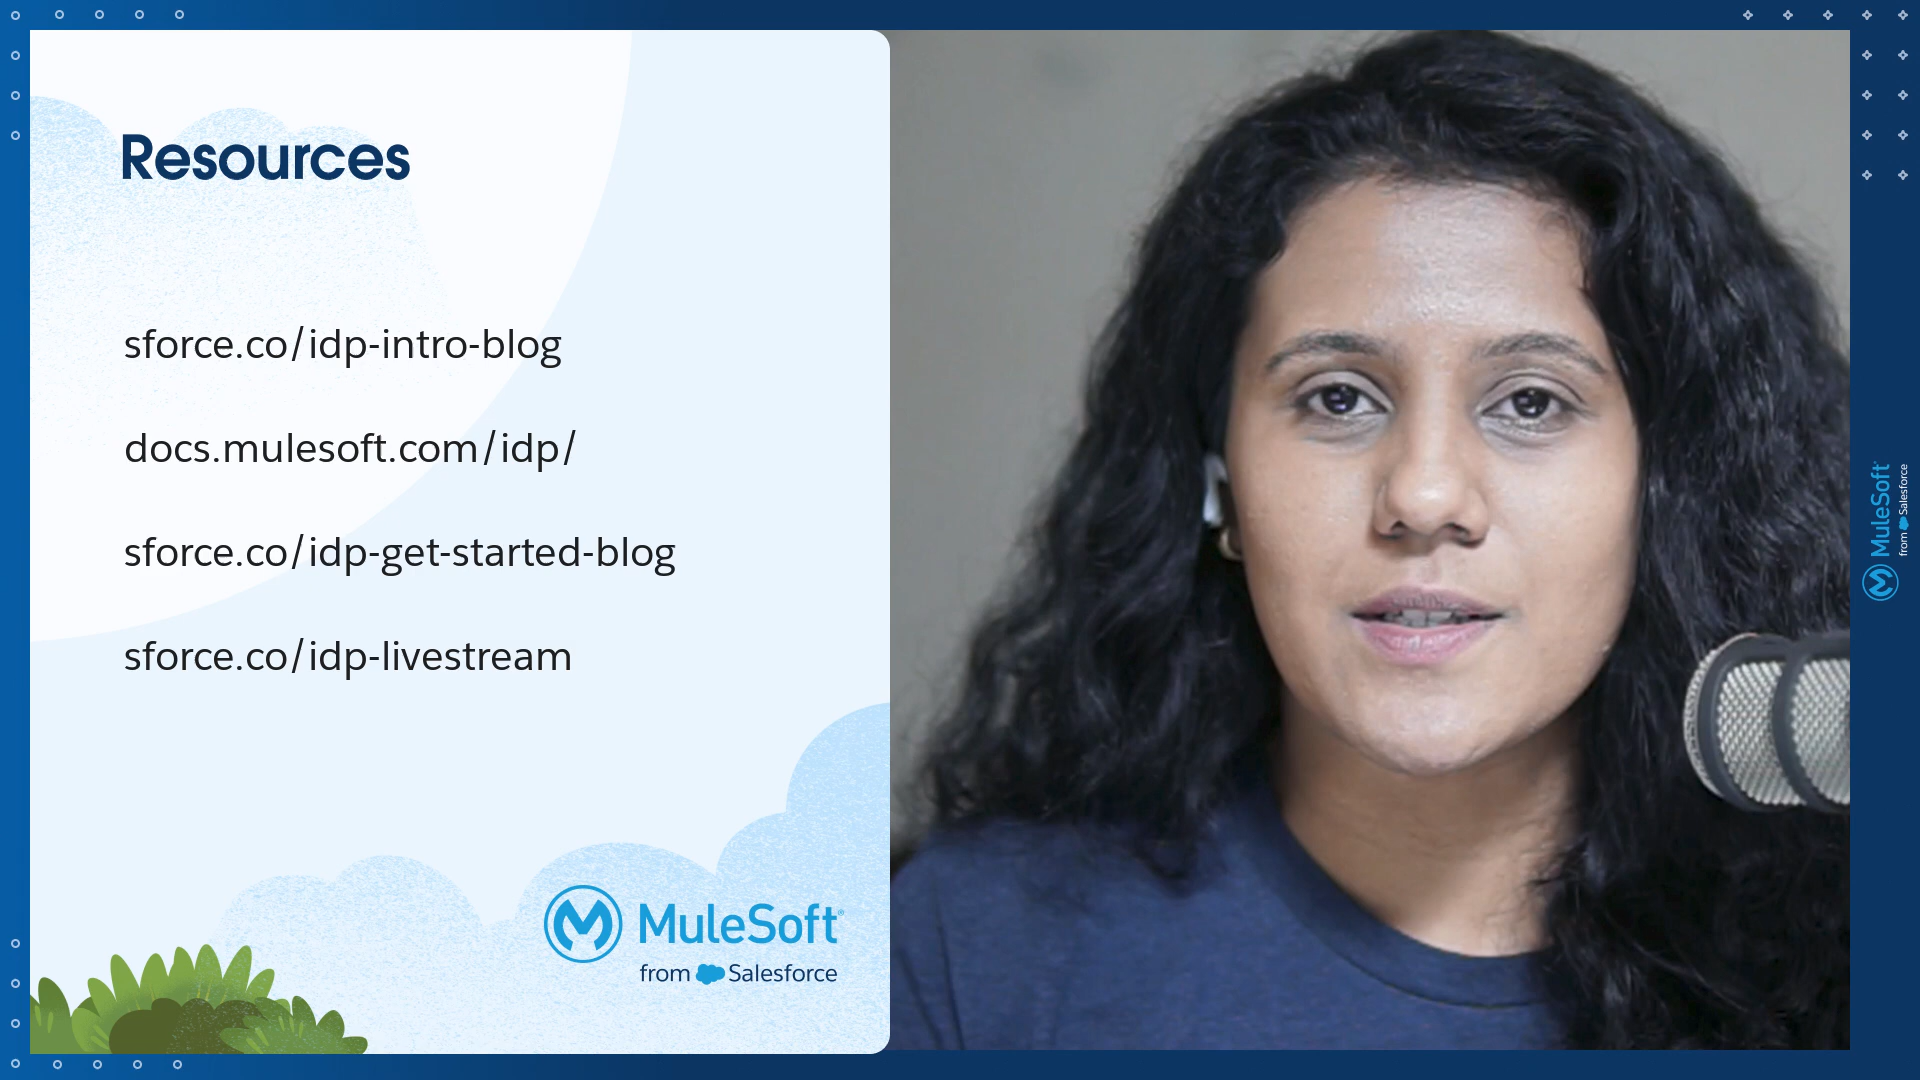 Resources
sforce.co/idp-intro-blog
docs.mulesoft.com/idp/
sforce.co/idp-get-started-blog
sforce.co/idp-livestream
MuleSoft
from Salesforce
MuleSoft
from Salesforce